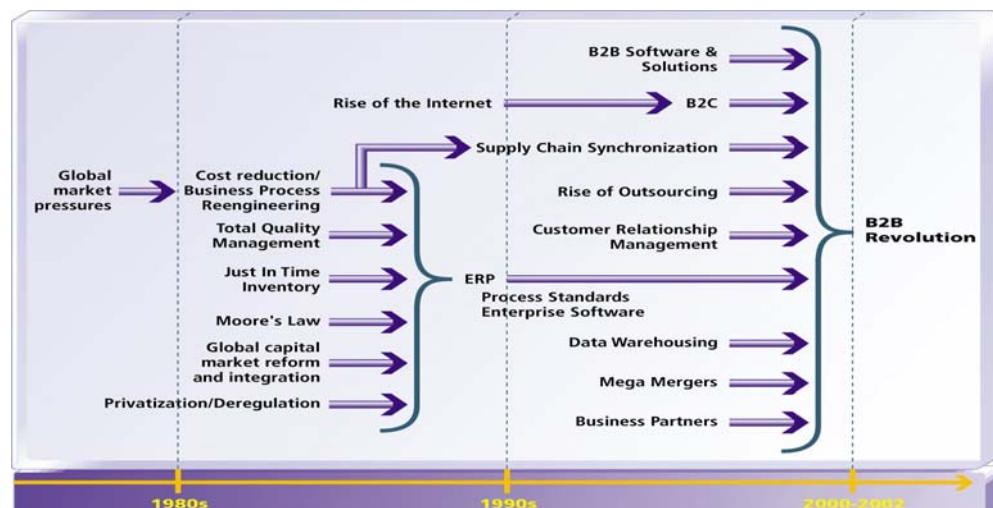 B2B Software &
Solutions
Rise of the Internet
B2C
Supply Chain Synchronization
Global
market
pressures
Cost reduction/
Business Process
Reengineering
Rise of Outsourcing
Total Quality
Management
Customer Relationship
Management
B2B
Revolution
Just In Time
Inventory
ERP
Process Standards
Enterprise Software
Moore's Law
Global capital
market reform
and integration
Data Warehousing
Mega Mergers
Privatization/Deregulation
Business Partners
1980s
1990s
2000-2002